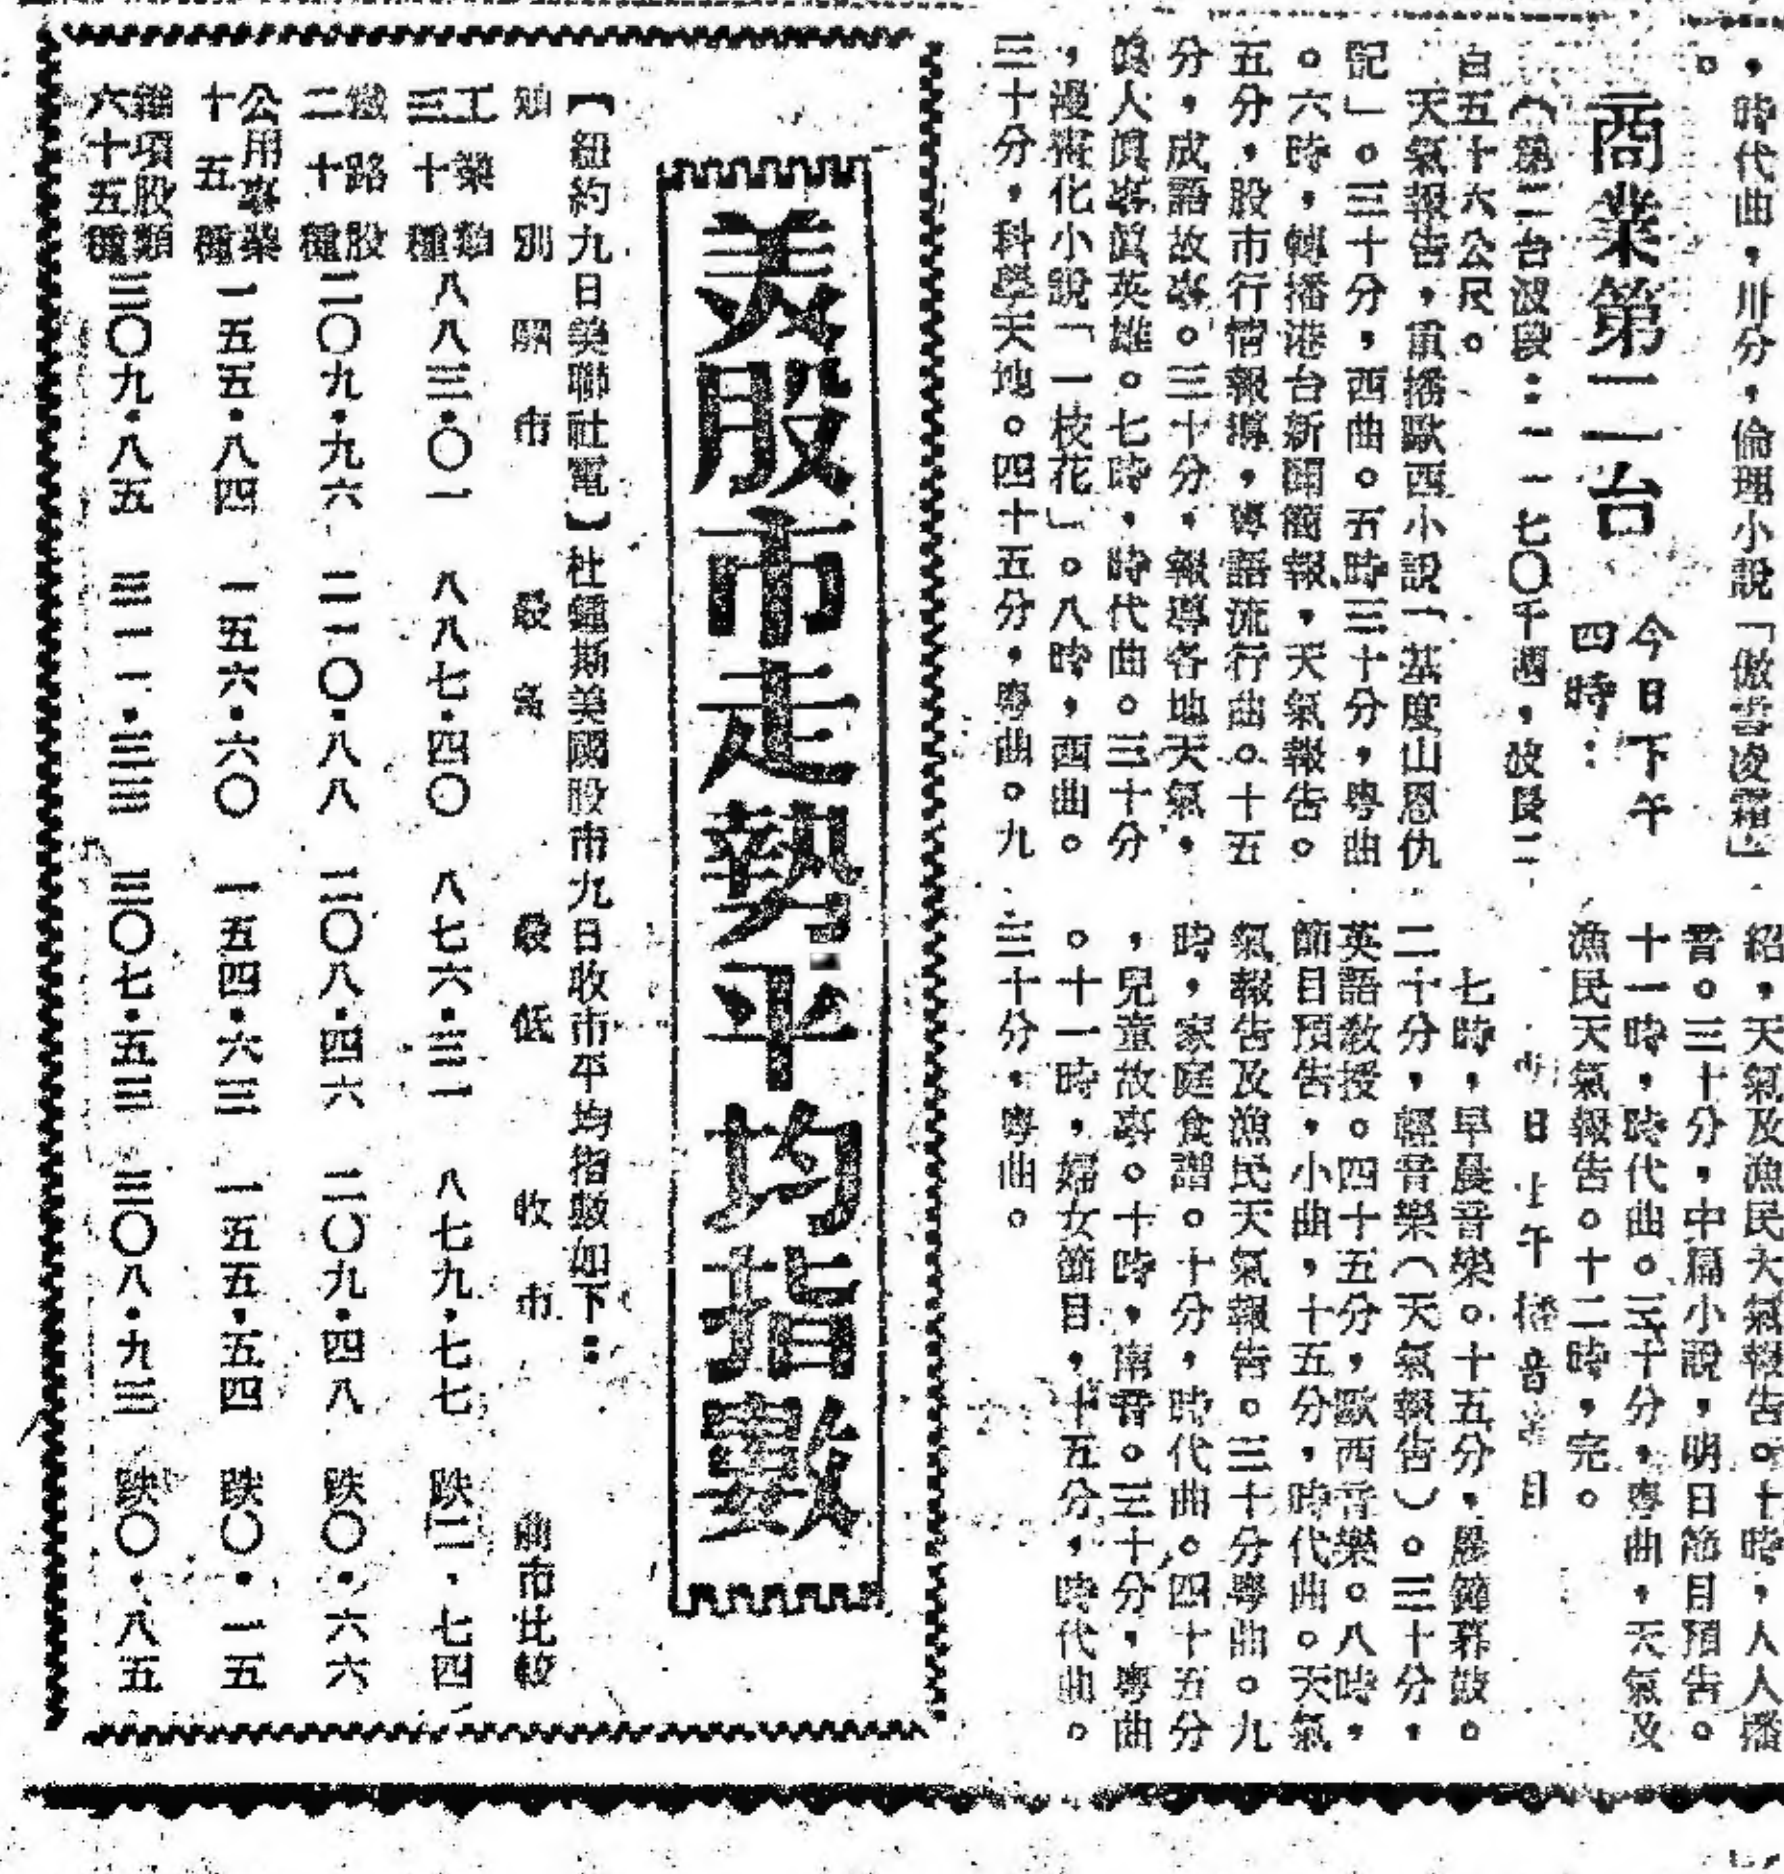 ，時代曲，卅分，倫理小說「傲雪凌霜」
。
商業第二台 今日下午
四時：
（第二台波段：一一七〇千週，波長二
百五十六公尺。
天氣報告，重播歐西小說「基度山恩仇
記」。三十分，西曲。五時三十分，粵曲
。六時，轉播港台新聞簡報，天氣報告。
五分，股市行情報導，粵語流行曲。十五
分，成語故事。三十分，報導各地天氣，
眞人眞事眞英雄。七時，時代曲。三十分
，漫術化小說「一枝花」。八時，西曲。
三十分，科學天地。四十五分，粵曲。九
紹，天氣及漁民天氣報告。十時，人人播
音。三十分，中篇小說，明日節目預告。
十一時，時代曲。三十分，粵曲，天氣及
漁民天氣報告。十二時，完。
明日上午播音節目
七時，早晨音樂。十五分，晨鐘暮鼓。
二十分，輕音樂（天氣報告）。三十分，
英語教授。四十五分，歐西音樂。八時，
節目預告，小曲，十五分，時代曲。天氣
氣報告及漁民天氣報告。三十分粵曲。九
時，家庭食譜。十分，時代曲。四十五分
，兒童故事。十時，南音。三十分，粵曲
。十一時，婦女節目，十五分，時代曲。
三十分，粵曲。
美股市走勢平均指數
【紐約九日美聯社電】杜鍾斯美國股市九日收市平均指數如下：
類別 開市 最高 最低 收市 前市比較
工業類三十種 八八三・〇一 八八七・四〇 八七六・三一 八七九・七七 跌二・七四
鐵路股二十種 二〇九・九六 二一〇・八八 二〇八・四六 二〇九・四八 跌〇・六六
公用事業十五種 一五五・八四 一五六・六〇 一五四・六三 一五五・五四 跌〇・一五
雜項股類六十五種 三〇九・八五 三一一・三三 三〇七・五三 三〇八・九三 跌〇・八五